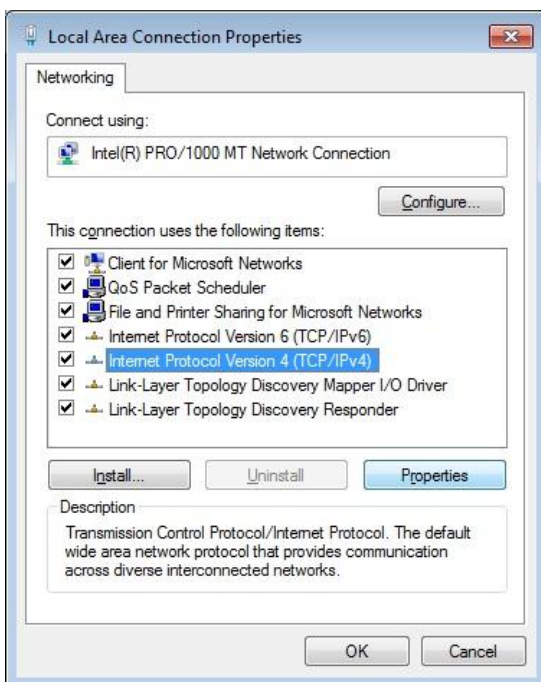 Local Area Connection Properties
Networking
Connect using:
Intel(R) PRO/1000 MT Network Connection
Configure...
This connection uses the following items:
Client for Microsoft Networks
QoS Packet Scheduler
File and Printer Sharing for Microsoft Networks
Internet Protocol Version 6 (TCP/IPv6)
Internet Protocol Version 4 (TCP/IPv4)
Link-Layer Topology Discovery Mapper I/O Driver
Link-Layer Topology Discovery Responder
Install... Uninstall Properties
Description
Transmission Control Protocol/Internet Protocol. The default
wide area network protocol that provides communication
across diverse interconnected networks.
OK Cancel